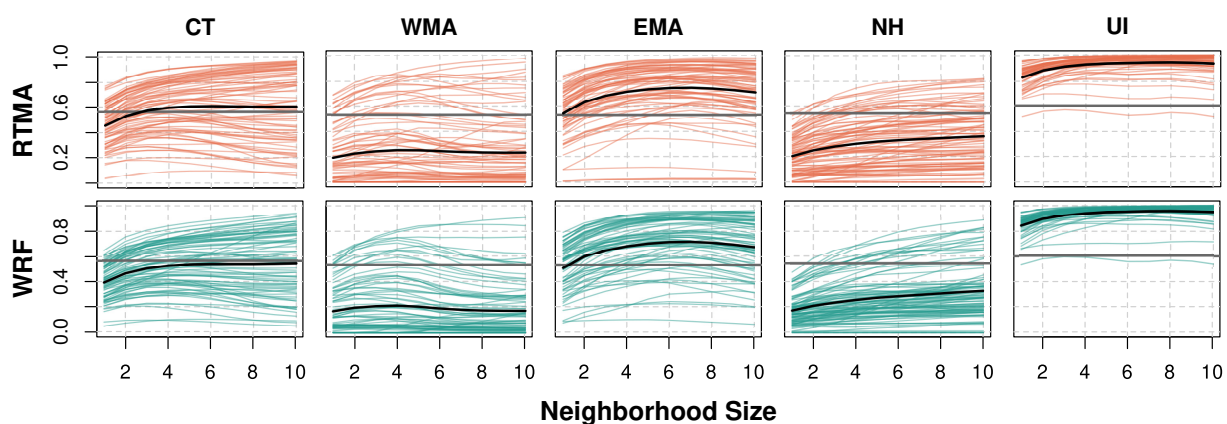 CT WMA EMA NH UI
RTMA
0.2 0.6 1.0
WRF
0.0 0.4 0.8
2 4 6 8 10 2 4 6 8 10 2 4 6 8 10 2 4 6 8 10 2 4 6 8 10
Neighborhood Size